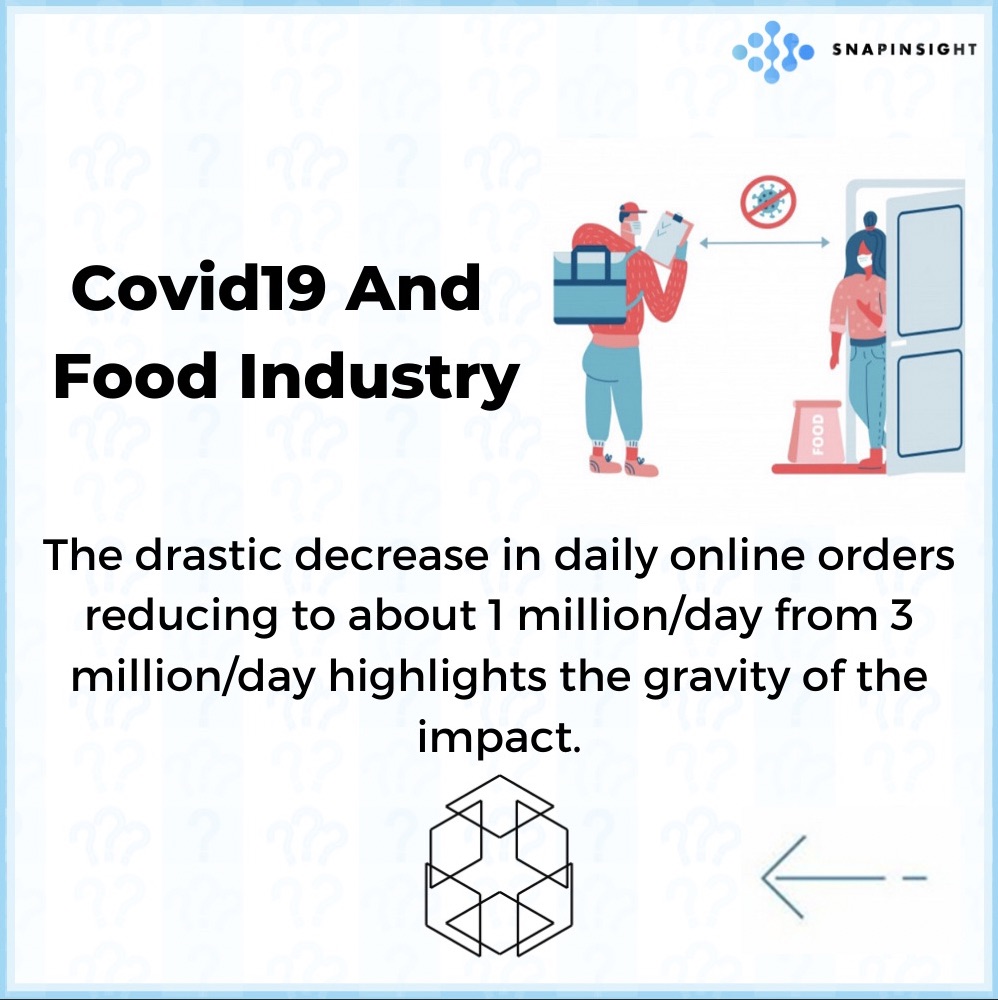 SNAPINSIGHT
Covid19 And
Food Industry
FOOD
The drastic decrease in daily online orders
reducing to about 1 million/day from 3
million/day highlights the gravity of the
impact.